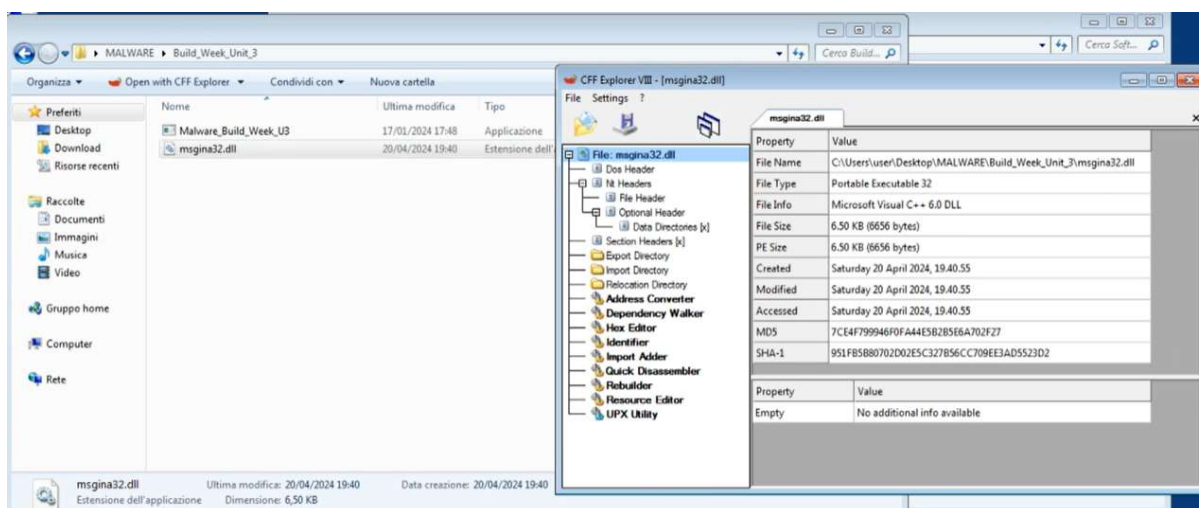 MALWARE ▸ Build_Week_Unit_3
Cerca Build...
Cerca Soft...
Organizza
Open with CFF Explorer
Condividi con
Nuova cartella
Preferiti
Desktop
Download
Risorse recenti
Raccolte
Documenti
Immagini
Musica
Video
Gruppo home
Computer
Rete
Nome Ultima modifica Tipo
Malware_Build_Week_U3 17/01/2024 17:48 Applicazione
msgina32.dll 20/04/2024 19:40 Estensione dell'
CFF Explorer VIII - [msgina32.dll]
File Settings ?
msgina32.dll
File: msgina32.dll
Dos Header
Nt Headers
File Header
Optional Header
Data Directories [x]
Section Headers [x]
Export Directory
Import Directory
Relocation Directory
Address Converter
Dependency Walker
Hex Editor
Identifier
Import Adder
Quick Disassembler
Rebuilder
Resource Editor
UPX Utility
Property Value
File Name C:\Users\user\Desktop\MALWARE\Build_Week_Unit_3\msgina32.dll
File Type Portable Executable 32
File Info Microsoft Visual C++ 6.0 DLL
File Size 6.50 KB (6656 bytes)
PE Size 6.50 KB (6656 bytes)
Created Saturday 20 April 2024, 19.40.55
Modified Saturday 20 April 2024, 19.40.55
Accessed Saturday 20 April 2024, 19.40.55
MD5 7CE4F799946F0FA44E5B2B5E6A702F27
SHA-1 951FB5B80702D02E5C327B56CC709EE3AD5523D2
Property Value
Empty No additional info available
msgina32.dll Ultima modifica: 20/04/2024 19:40 Data creazione: 20/04/2024 19:40
Estensione dell'applicazione Dimensione: 6,50 KB